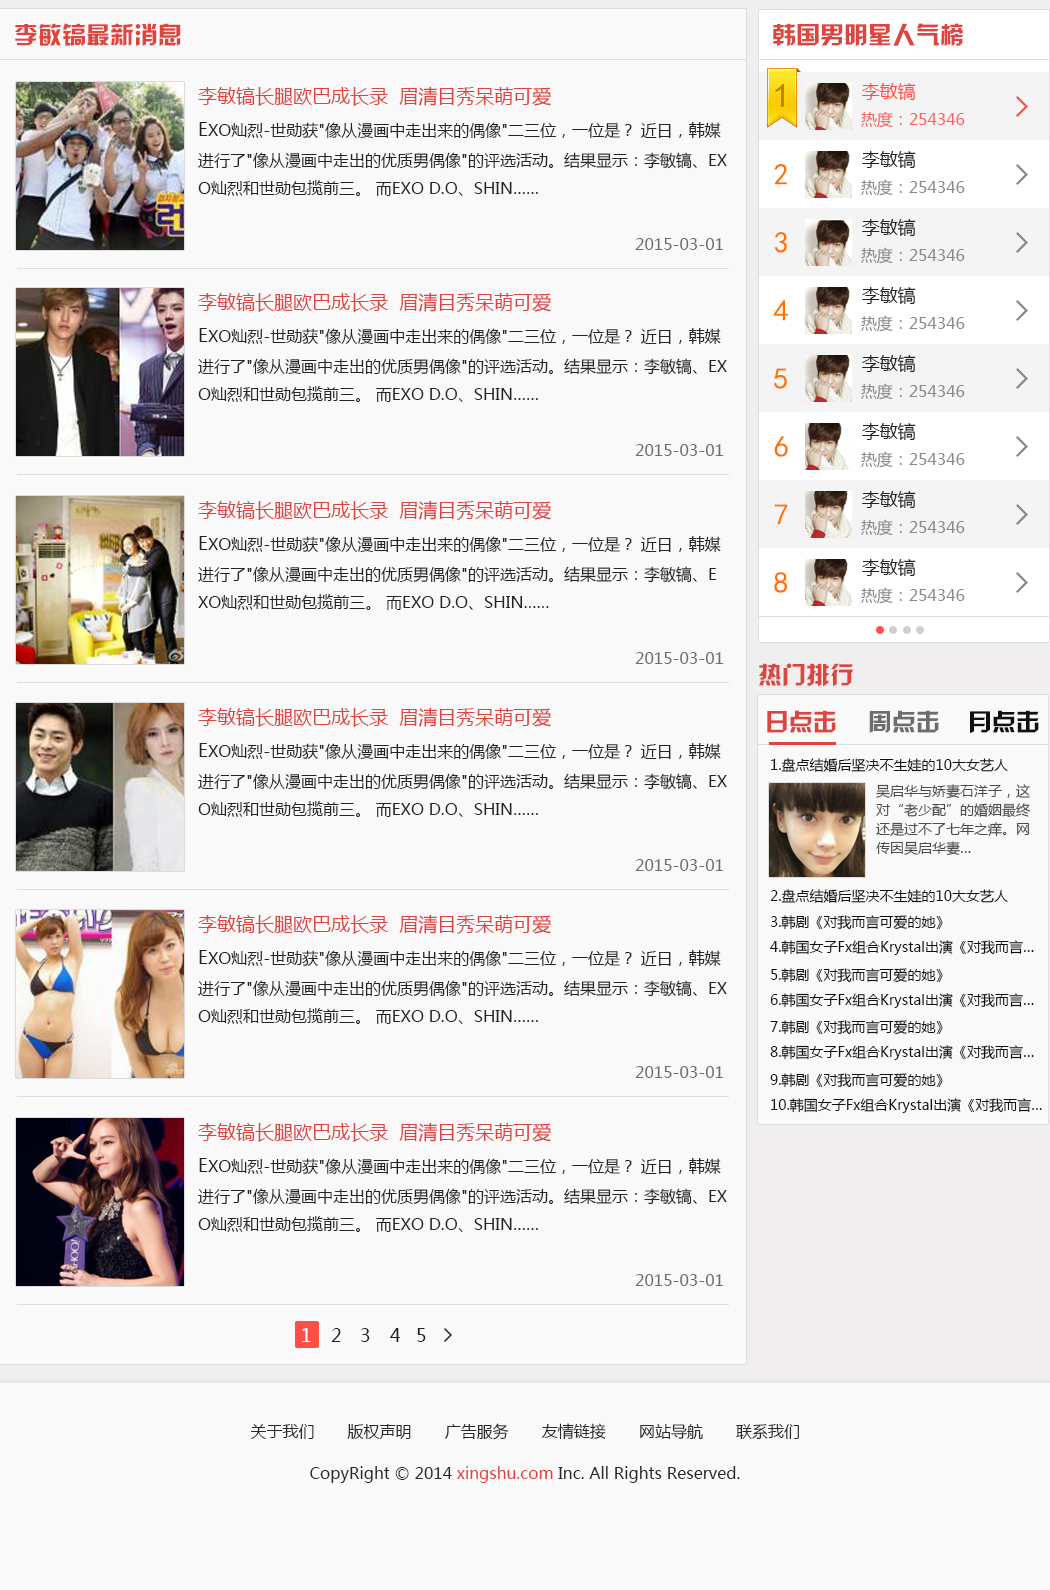 李敏镐最新消息
李敏镐长腿欧巴成长录  眉清目秀呆萌可爱
EXO灿烈-世勋获"像从漫画中走出来的偶像"二三位，一位是？ 近日，韩媒
进行了"像从漫画中走出的优质男偶像"的评选活动。结果显示：李敏镐、EX
O灿烈和世勋包揽前三。 而EXO D.O、SHIN……
2015-03-01
李敏镐长腿欧巴成长录  眉清目秀呆萌可爱
EXO灿烈-世勋获"像从漫画中走出来的偶像"二三位，一位是？ 近日，韩媒
进行了"像从漫画中走出的优质男偶像"的评选活动。结果显示：李敏镐、EX
O灿烈和世勋包揽前三。 而EXO D.O、SHIN……
2015-03-01
李敏镐长腿欧巴成长录  眉清目秀呆萌可爱
EXO灿烈-世勋获"像从漫画中走出来的偶像"二三位，一位是？ 近日，韩媒
进行了"像从漫画中走出的优质男偶像"的评选活动。结果显示：李敏镐、E
XO灿烈和世勋包揽前三。 而EXO D.O、SHIN……
2015-03-01
李敏镐长腿欧巴成长录  眉清目秀呆萌可爱
EXO灿烈-世勋获"像从漫画中走出来的偶像"二三位，一位是？ 近日，韩媒
进行了"像从漫画中走出的优质男偶像"的评选活动。结果显示：李敏镐、EX
O灿烈和世勋包揽前三。 而EXO D.O、SHIN……
2015-03-01
李敏镐长腿欧巴成长录  眉清目秀呆萌可爱
EXO灿烈-世勋获"像从漫画中走出来的偶像"二三位，一位是？ 近日，韩媒
进行了"像从漫画中走出的优质男偶像"的评选活动。结果显示：李敏镐、EX
O灿烈和世勋包揽前三。 而EXO D.O、SHIN……
2015-03-01
李敏镐长腿欧巴成长录  眉清目秀呆萌可爱
EXO灿烈-世勋获"像从漫画中走出来的偶像"二三位，一位是？ 近日，韩媒
进行了"像从漫画中走出的优质男偶像"的评选活动。结果显示：李敏镐、EX
O灿烈和世勋包揽前三。 而EXO D.O、SHIN……
2015-03-01
1 2 3 4 5 >
韩国男明星人气榜
1
李敏镐
热度：254346
2
李敏镐
热度：254346
3
李敏镐
热度：254346
4
李敏镐
热度：254346
5
李敏镐
热度：254346
6
李敏镐
热度：254346
7
李敏镐
热度：254346
8
李敏镐
热度：254346
热门排行
日点击 周点击 月点击
1.盘点结婚后坚决不生娃的10大女艺人
吴启华与娇妻石洋子，这
对“老少配”的婚姻最终
还是过不了七年之痒。网
传因吴启华妻...
2.盘点结婚后坚决不生娃的10大女艺人
3.韩剧《对我而言可爱的她》
4.韩国女子Fx组合Krystal出演《对我而言...
5.韩剧《对我而言可爱的她》
6.韩国女子Fx组合Krystal出演《对我而言...
7.韩剧《对我而言可爱的她》
8.韩国女子Fx组合Krystal出演《对我而言...
9.韩剧《对我而言可爱的她》
10.韩国女子Fx组合Krystal出演《对我而言...
关于我们 版权声明 广告服务 友情链接 网站导航 联系我们
CopyRight © 2014 xingshu.com Inc. All Rights Reserved.